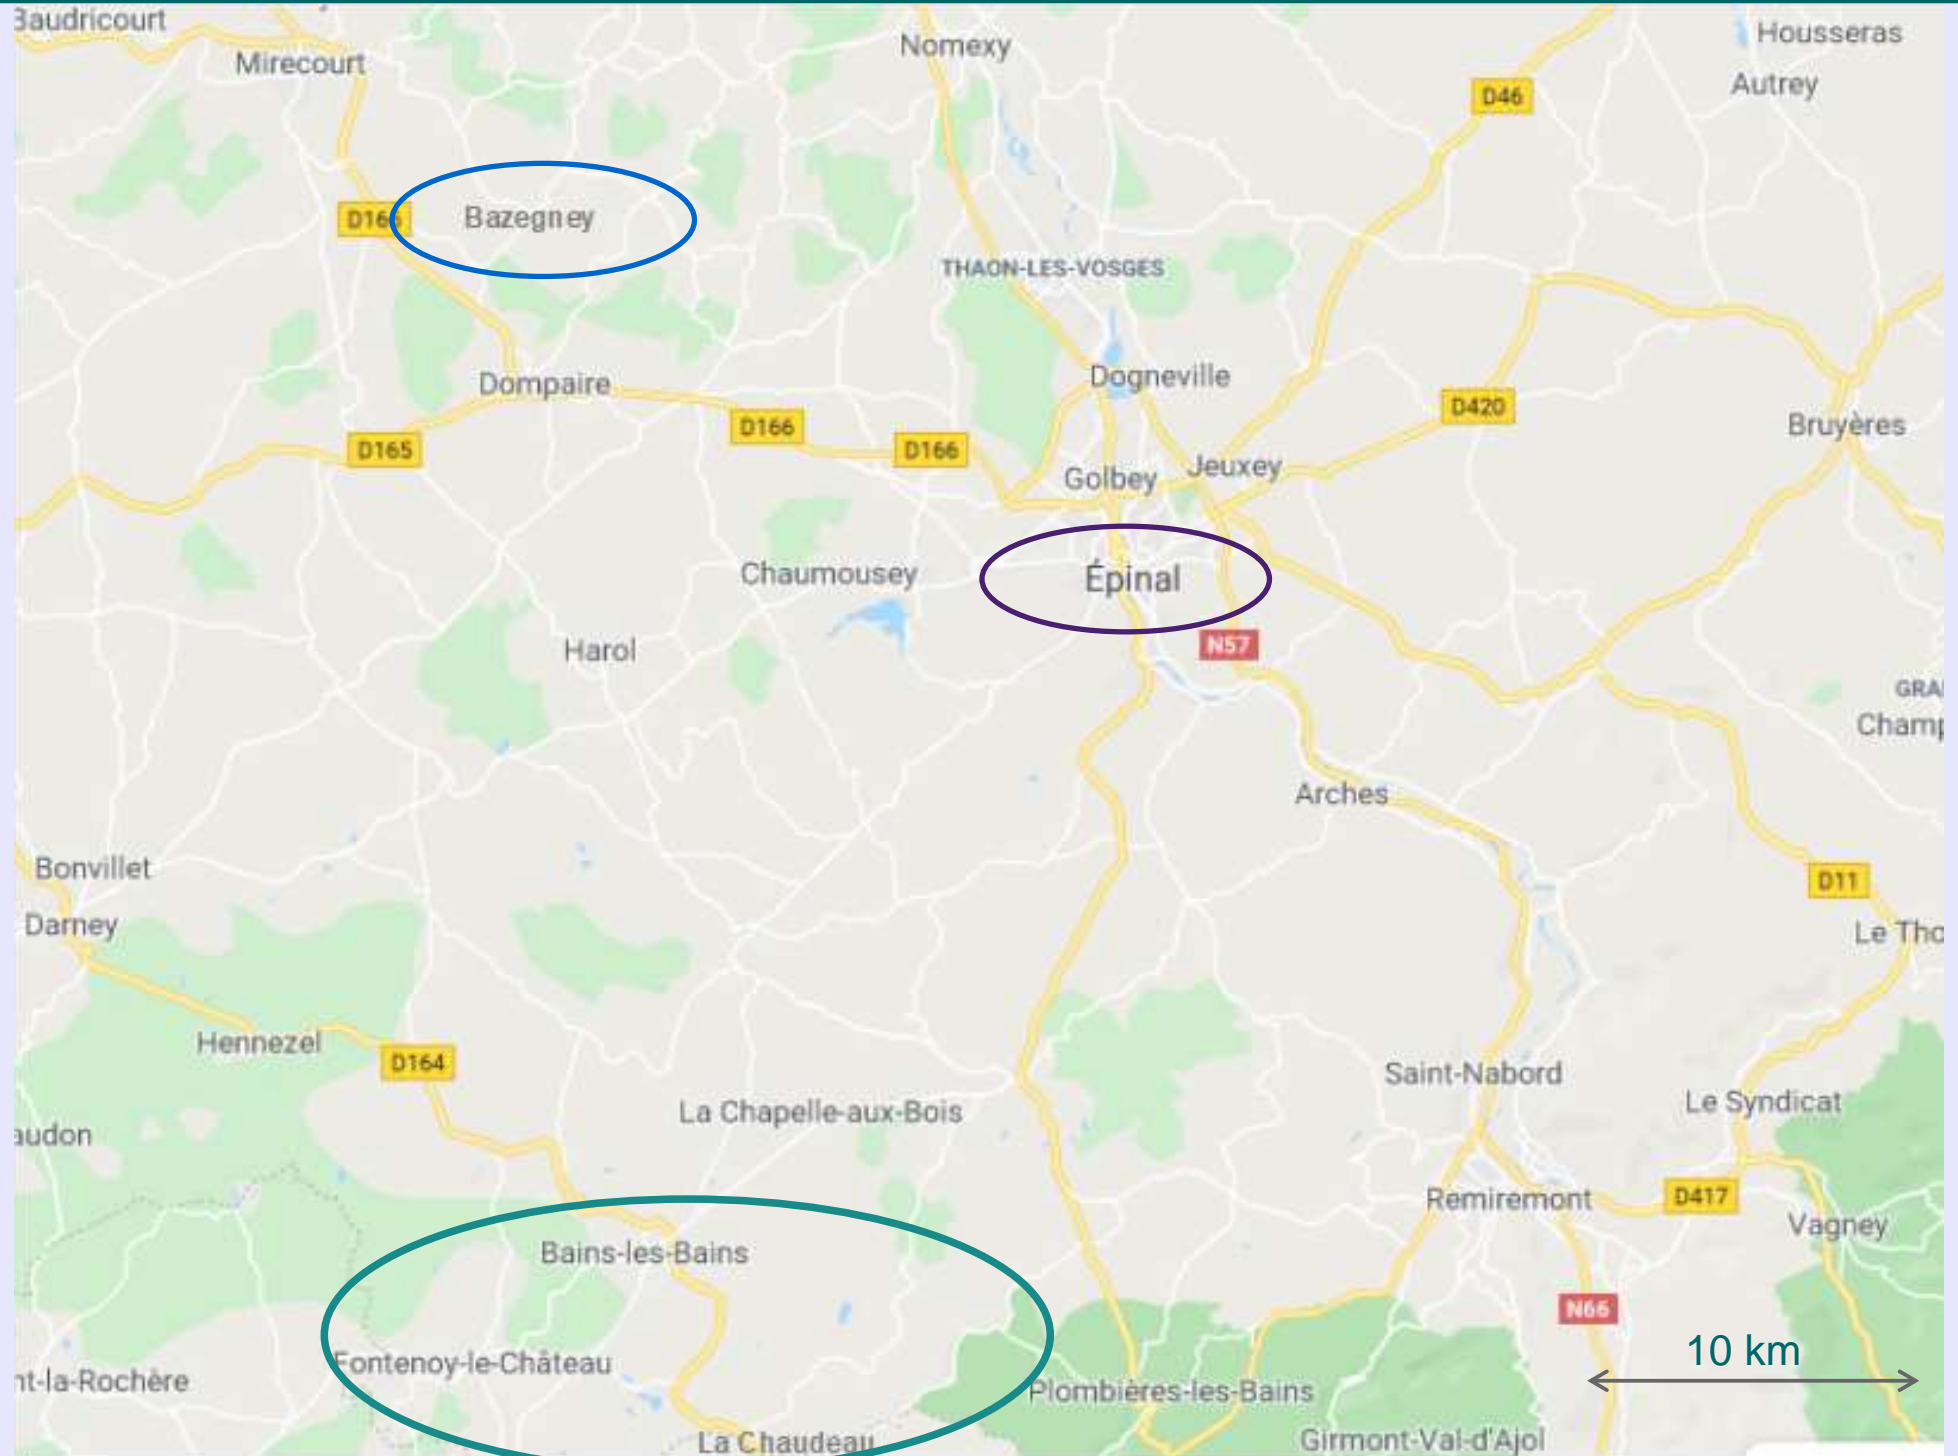 Baudricourt
Mirecourt
Nomexy
Housseras
Autrey
D46
D166
Bazegney
THAON-LES-VOSGES
Dompaire
Dogneville
D166
D420
Bruyères
D165
D166
Golbey
Jeuxey
Chaumousey
Épinal
Harol
N57
GRA
Champ
Arches
Bonvillet
D11
Darney
Le Tho
Hennezel
D164
Saint-Nabord
La Chapelle-aux-Bois
Le Syndicat
audon
Remiremont
D417
Vagney
Bains-les-Bains
N66
10 km
Fontenoy-le-Château
nt-la-Rochère
Plombières-les-Bains
La Chaudeau
Girmont-Val-d'Ajol